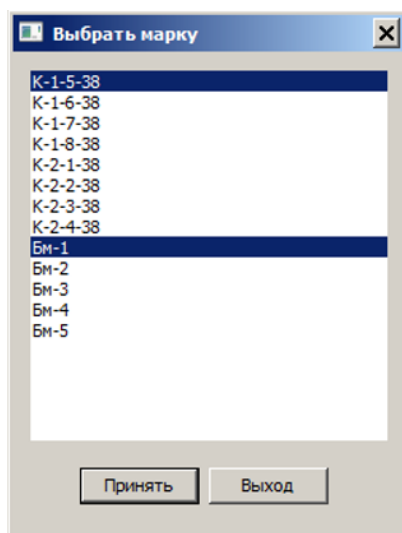 Выбрать марку
К-1-5-38
К-1-6-38
К-1-7-38
К-1-8-38
К-2-1-38
К-2-2-38
К-2-3-38
К-2-4-38
Бм-1
Бм-2
Бм-3
Бм-4
Бм-5
Принять Выход